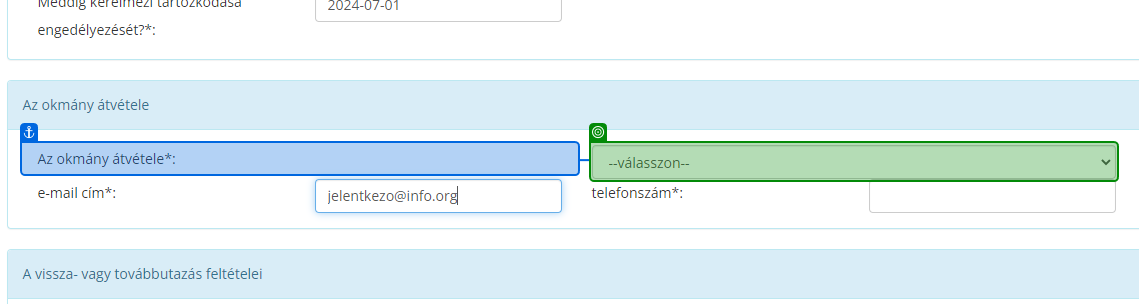 Meddig kérelmezi tartózkodása
engedélyezését?*:
2024-07-01
Az okmány átvétele
Az okmány átvétele*:
--válasszon--
e-mail cím*:
jelentkezo@info.org
telefonszám*:
A vissza- vagy továbbutazás feltételei